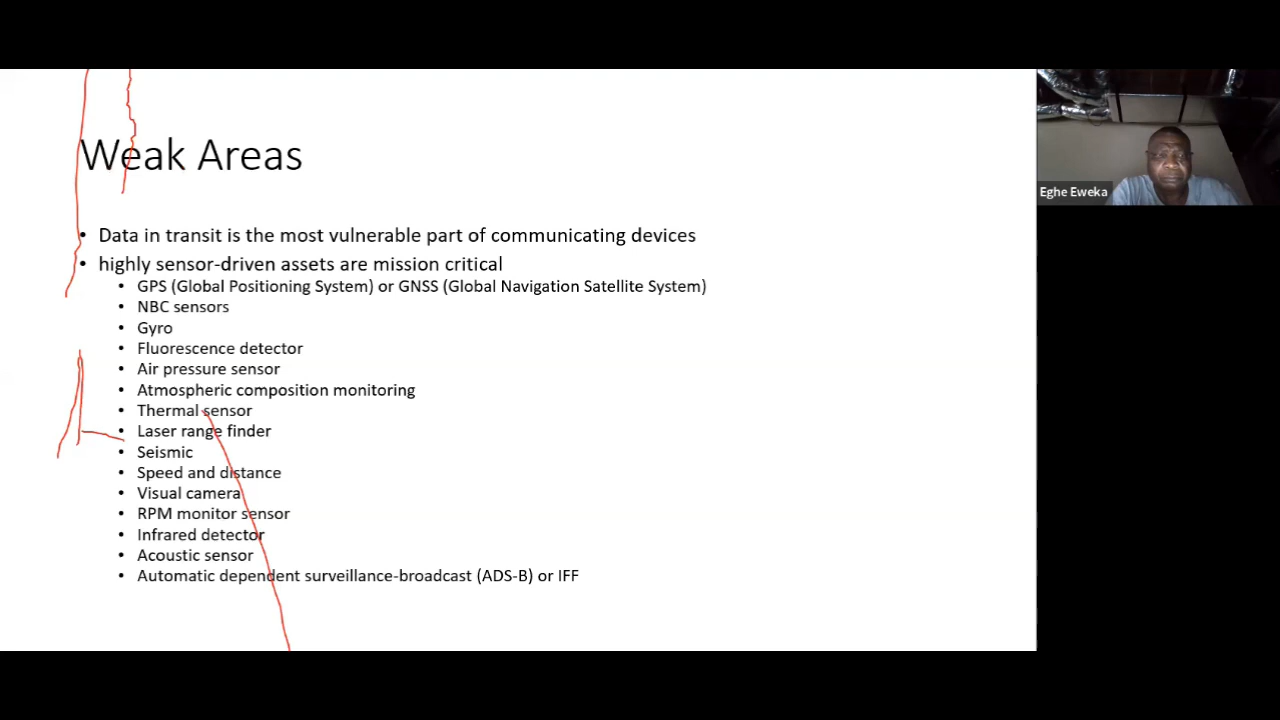 Weak Areas
• Data in transit is the most vulnerable part of communicating devices
• highly sensor-driven assets are mission critical
• GPS (Global Positioning System) or GNSS (Global Navigation Satellite System)
• NBC sensors
• Gyro
• Fluorescence detector
• Air pressure sensor
• Atmospheric composition monitoring
• Thermal sensor
• Laser range finder
• Seismic
• Speed and distance
• Visual camera
• RPM monitor sensor
• Infrared detector
• Acoustic sensor
• Automatic dependent surveillance-broadcast (ADS-B) or IFF
Eghe Eweka